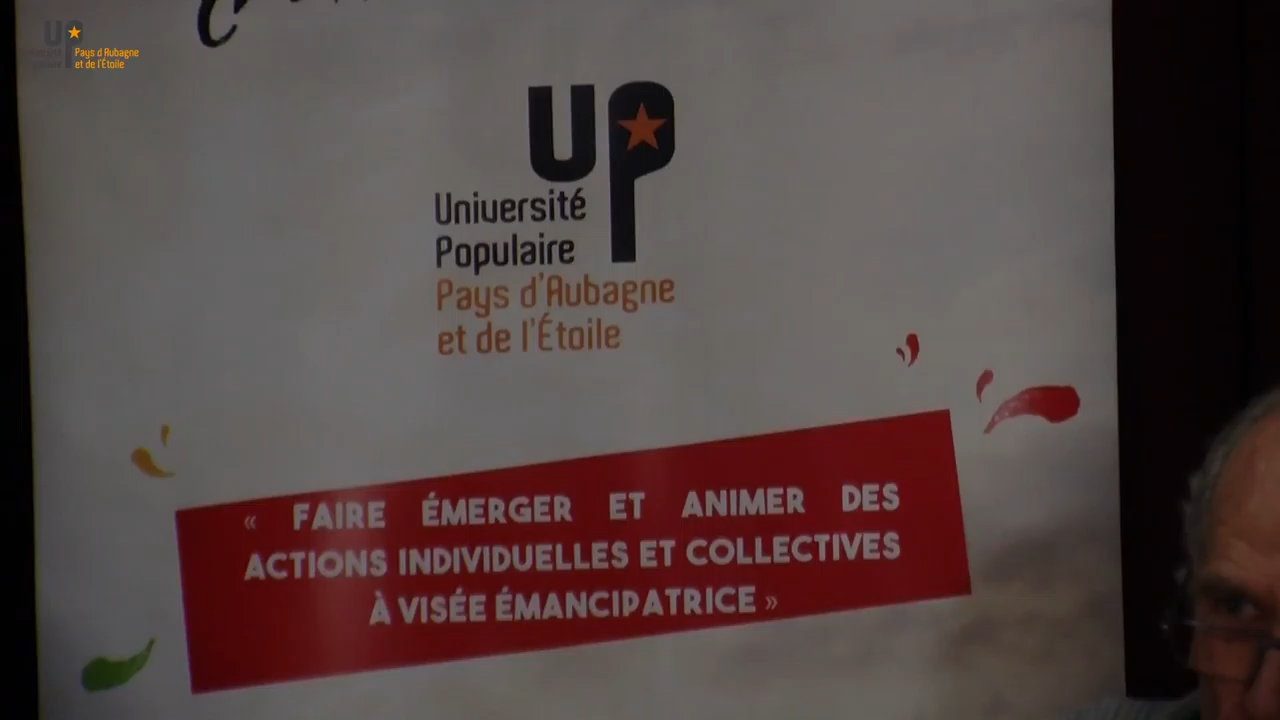 UP
Pays d'Aubagne
et de l'Étoile
UP
Université
Populaire
Pays d'Aubagne
et de l'Étoile
« FAIRE ÉMERGER ET ANIMER DES
ACTIONS INDIVIDUELLES ET COLLECTIVES
À VISÉE ÉMANCIPATRICE »